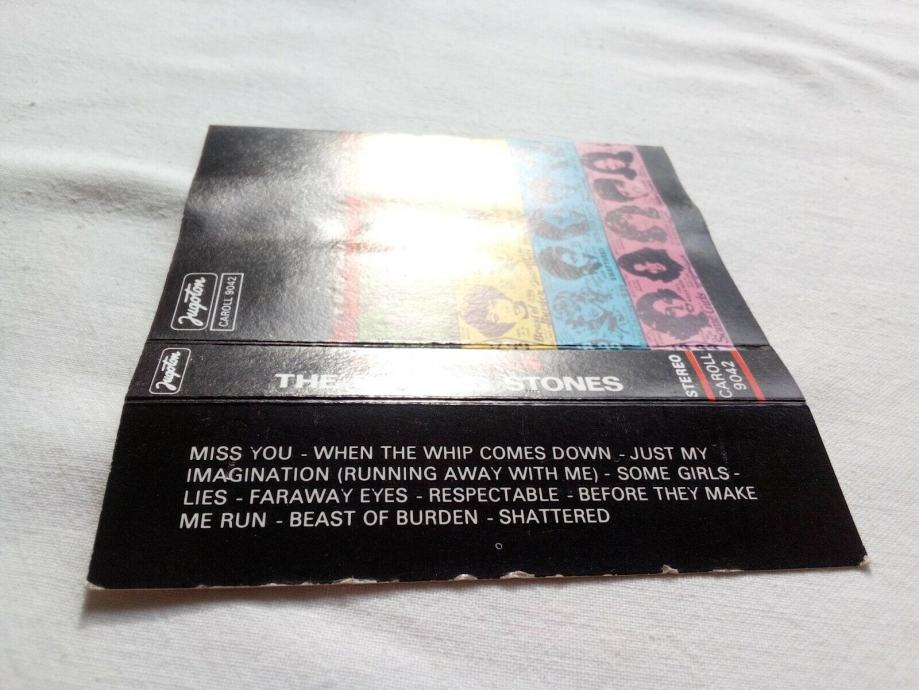 Jugoton
CAROLL 9042
Some Girls
Jugoton
THE STONES
STEREO
CAROLL
9042
MISS YOU - WHEN THE WHIP COMES DOWN - JUST MY
IMAGINATION (RUNNING AWAY WITH ME) - SOME GIRLS -
LIES - FARAWAY EYES - RESPECTABLE - BEFORE THEY MAKE
ME RUN - BEAST OF BURDEN - SHATTERED